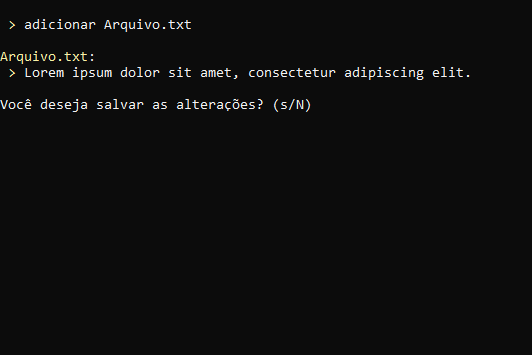 > adicionar Arquivo.txt
Arquivo.txt:
> Lorem ipsum dolor sit amet, consectetur adipiscing elit.
Você deseja salvar as alterações? (s/N)